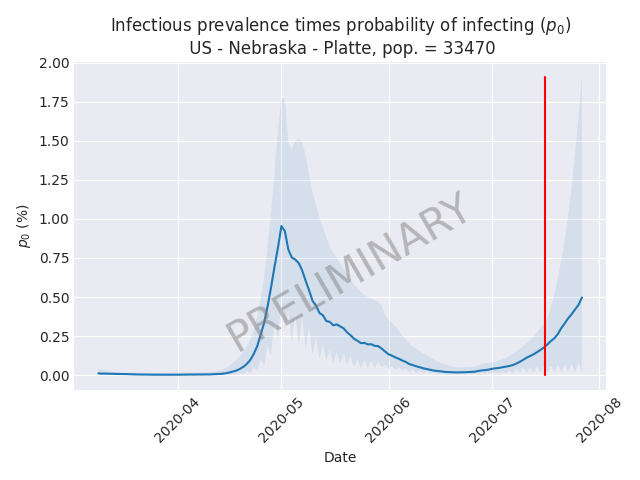 Infectious prevalence times probability of infecting (p₀)
US - Nebraska - Platte, pop. = 33470
2.00
1.75
1.50
1.25
1.00
0.75
0.50
0.25
0.00
p₀ (%)
PRELIMINARY
2020-04
2020-05
2020-06
2020-07
2020-08
Date